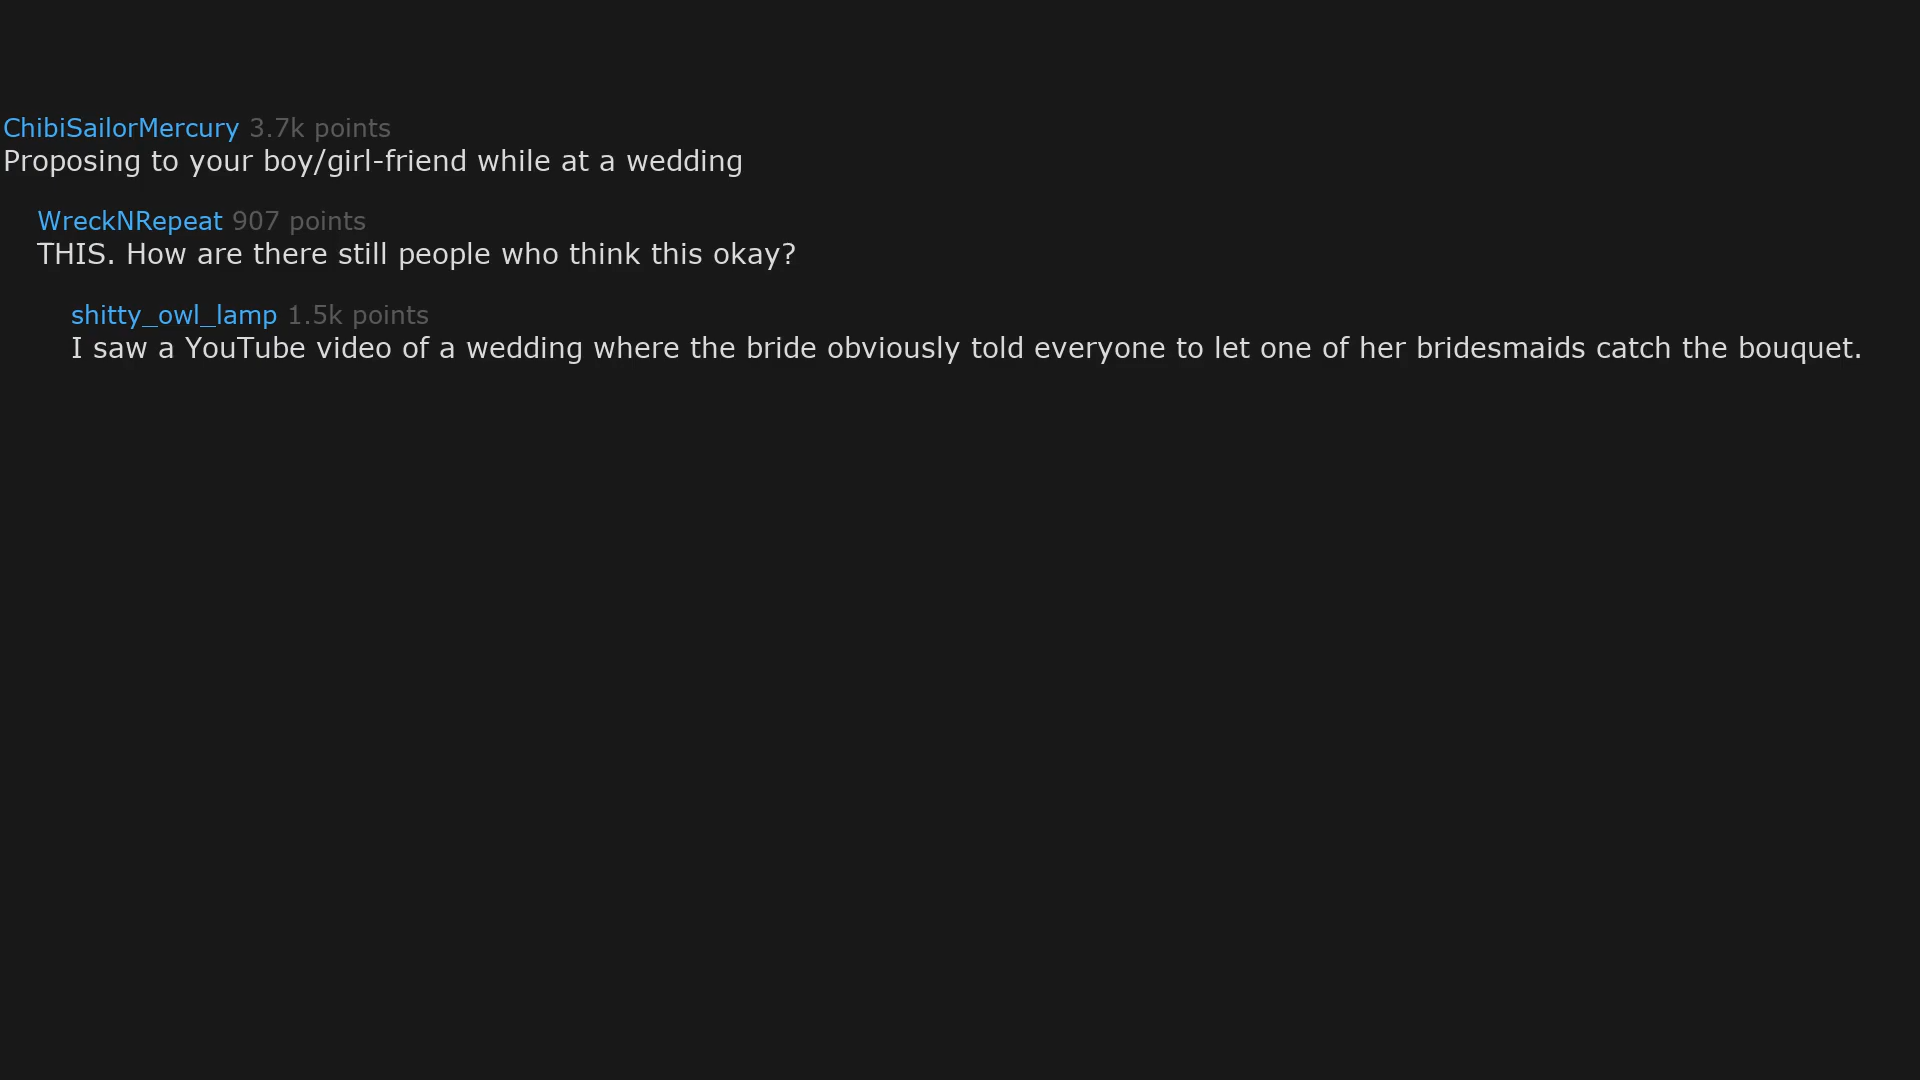 ChibiSailorMercury 3.7k points
Proposing to your boy/girl-friend while at a wedding
WreckNRepeat 907 points
THIS. How are there still people who think this okay?
shitty_owl_lamp 1.5k points
I saw a YouTube video of a wedding where the bride obviously told everyone to let one of her bridesmaids catch the bouquet.